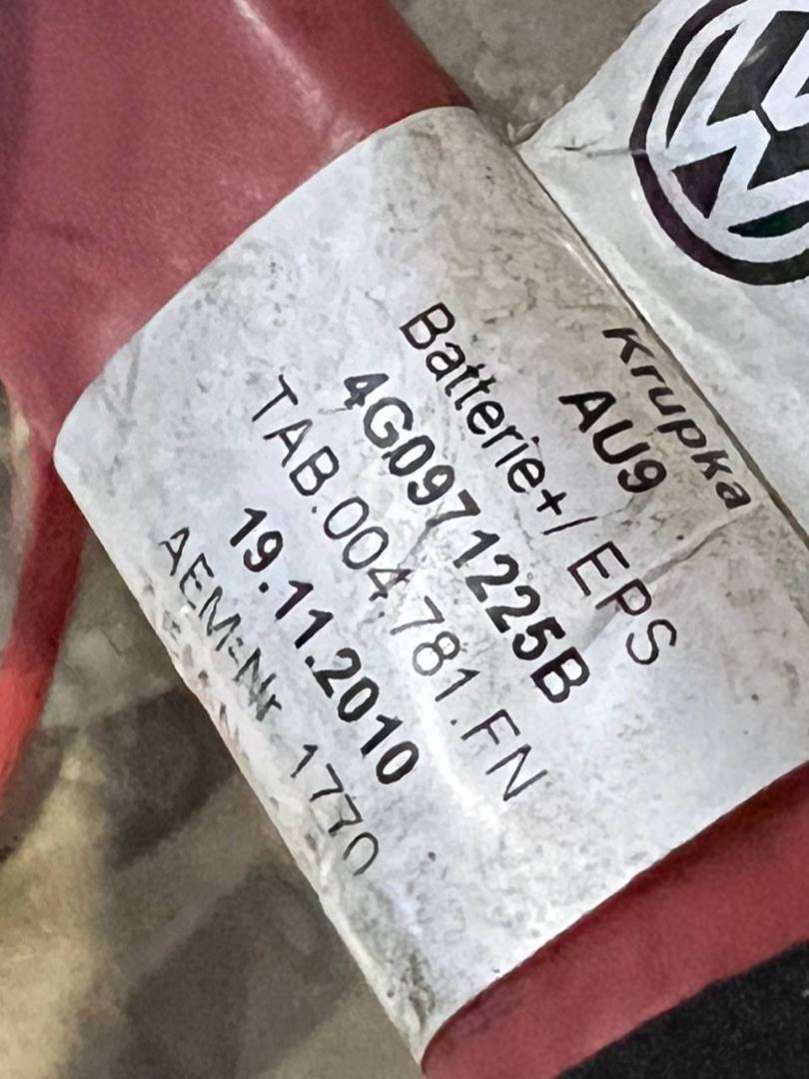 Krupka
AU9
Batterie+/ EPS
4G0971225B
TAB.004.781.FN
19.11.2010
AEM-Nr 1770